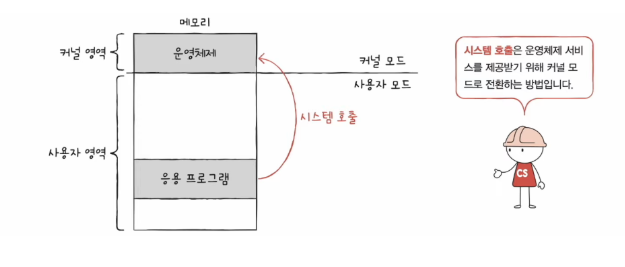 메모리
커널 영역
운영체제
커널 모드
사용자 모드
시스템 호출
사용자 영역
응용 프로그램
시스템 호출은 운영체제 서비
스를 제공받기 위해 커널 모
드로 전환하는 방법입니다.
CS